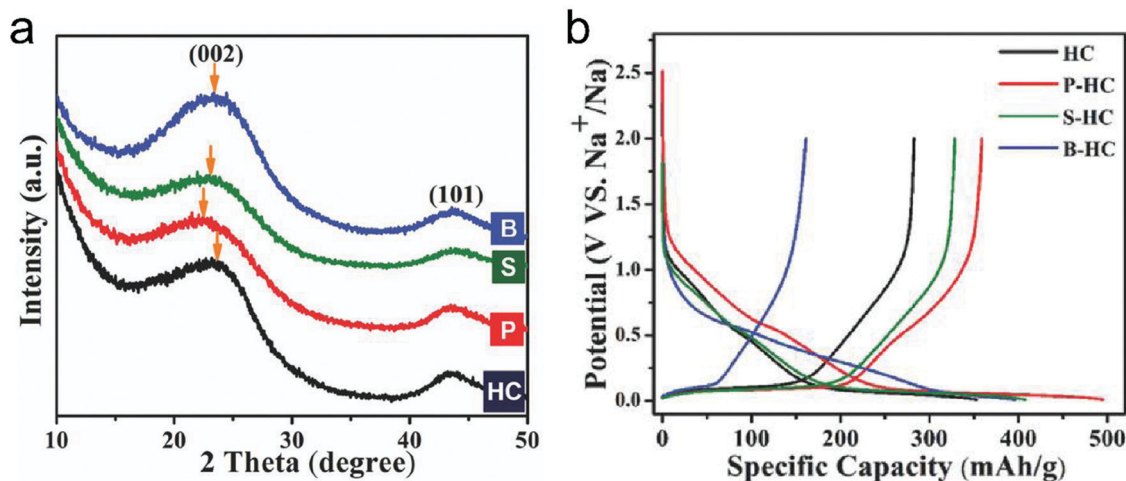 a
(002)
(101)
B
S
P
HC
Intensity (a.u.)
10
20
30
40
50
2 Theta (degree)
b
HC
P-HC
S-HC
B-HC
Potential (V VS. Na⁺/Na)
2.5
2.0
1.5
1.0
0.5
0.0
0
100
200
300
400
500
Specific Capacity (mAh/g)